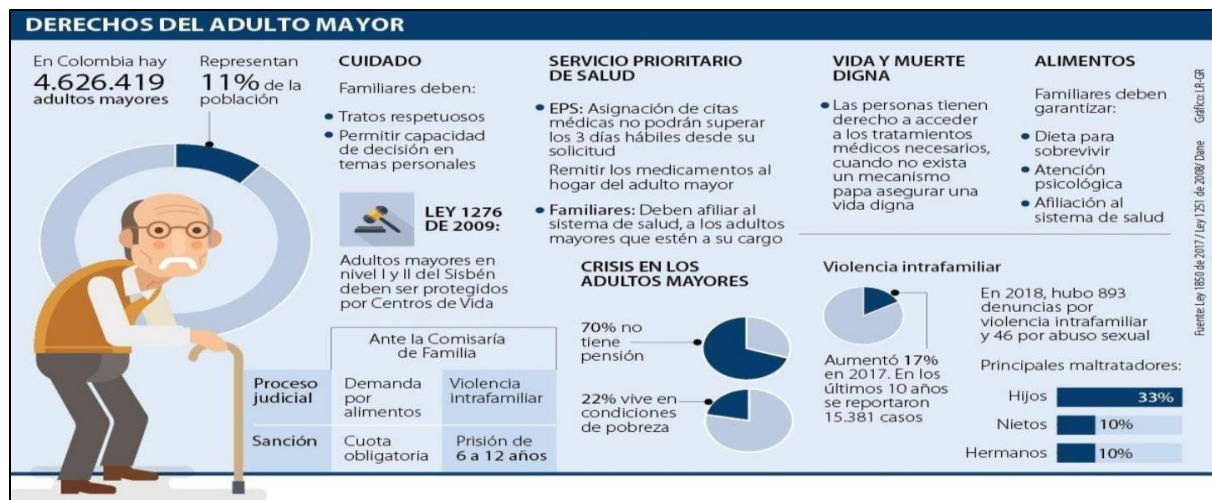 DERECHOS DEL ADULTO MAYOR
En Colombia hay
4.626.419
adultos mayores
Representan
11% de la
población
CUIDADO
Familiares deben:
• Tratos respetuosos
• Permitir capacidad
de decisión en
temas personales
LEY 1276
DE 2009:
Adultos mayores en
nivel I y II del Sisbén
deben ser protegidos
por Centros de Vida
SERVICIO PRIORITARIO
DE SALUD
• EPS: Asignación de citas
médicas no podrán superar
los 3 días hábiles desde su
solicitud
Remitir los medicamentos al
hogar del adulto mayor
• Familiares: Deben afiliar al
sistema de salud, a los adultos
mayores que estén a su cargo
VIDA Y MUERTE
DIGNA
• Las personas tienen
derecho a acceder
a los tratamientos
médicos necesarios,
cuando no exista
un mecanismo
papa asegurar una
vida digna
ALIMENTOS
Familiares deben
garantizar:
• Dieta para
sobrevivir
• Atención
psicológica
• Afiliación al
sistema de salud
Ante la Comisaría
de Familia
Proceso
judicial
Demanda
por
alimentos
Violencia
intrafamiliar
Sanción
Cuota
obligatoria
Prisión de
6 a 12 años
CRISIS EN LOS
ADULTOS MAYORES
70% no
tiene
pensión
22% vive en
condiciones
de pobreza
Violencia intrafamiliar
Aumentó 17%
en 2017. En los
últimos 10 años
se reportaron
15.381 casos
En 2018, hubo 893
denuncias por
violencia intrafamiliar
y 46 por abuso sexual
Principales maltratadores:
Hijos 33%
Nietos 10%
Hermanos 10%
Fuente: Ley 1850 de 2017 / Ley 1251 de 2008/ Dane Gráfico: LR-GR